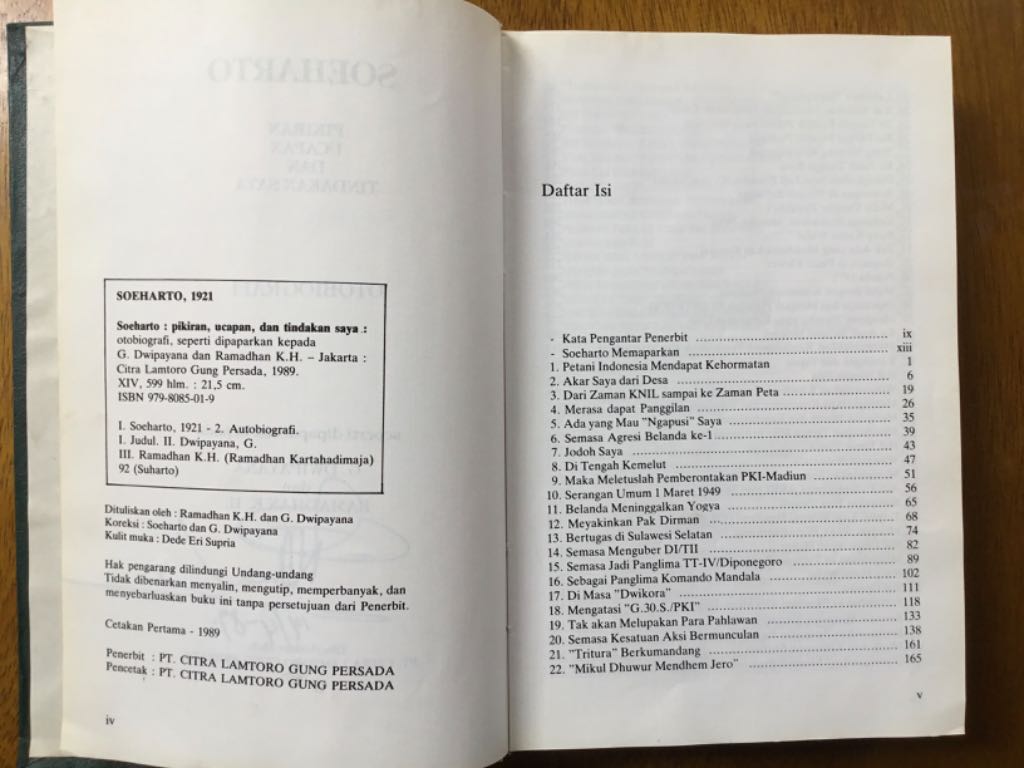 SOEHARTO
PIKIRAN
UCAPAN
DAN
TINDAKAN SAYA
SOEHARTO, 1921
Soeharto : pikiran, ucapan, dan tindakan saya :
otobiografi, seperti dipaparkan kepada
G. Dwipayana dan Ramadhan K.H. – Jakarta :
Citra Lamtoro Gung Persada, 1989.
XIV, 599 hlm. : 21,5 cm.
ISBN 979-8085-01-9
I. Soeharto, 1921 - 2. Autobiografi.
I. Judul. II. Dwipayana, G.
III. Ramadhan K.H. (Ramadhan Kartahadimaja)
92 (Suharto)
Dituliskan oleh : Ramadhan K.H. dan G. Dwipayana
Koreksi : Soeharto dan G. Dwipayana
Kulit muka : Dede Eri Supria
Hak pengarang dilindungi Undang-undang
Tidak dibenarkan menyalin, mengutip, memperbanyak, dan
menyebarluaskan buku ini tanpa persetujuan dari Penerbit.
Cetakan Pertama - 1989
Penerbit : PT. CITRA LAMTORO GUNG PERSADA
Pencetak : PT. CITRA LAMTORO GUNG PERSADA
iv
Daftar Isi
- Kata Pengantar Penerbit ix
- Soeharto Memaparkan xiii
1. Petani Indonesia Mendapat Kehormatan 1
2. Akar Saya dari Desa 6
3. Dari Zaman KNIL sampai ke Zaman Peta 19
4. Merasa dapat Panggilan 26
5. Ada yang Mau "Ngapusi" Saya 35
6. Semasa Agresi Belanda ke-1 39
7. Jodoh Saya 43
8. Di Tengah Kemelut 47
9. Maka Meletuslah Pemberontakan PKI-Madiun 51
10. Serangan Umum 1 Maret 1949 56
11. Belanda Meninggalkan Yogya 65
12. Meyakinkan Pak Dirman 68
13. Bertugas di Sulawesi Selatan 74
14. Semasa Menguber DI/TII 82
15. Semasa Jadi Panglima TT-IV/Diponegoro 89
16. Sebagai Panglima Komando Mandala 102
17. Di Masa "Dwikora" 111
18. Mengatasi "G.30.S./PKI" 118
19. Tak akan Melupakan Para Pahlawan 133
20. Semasa Kesatuan Aksi Bermunculan 138
21. "Tritura" Berkumandang 161
22. "Mikul Dhuwur Mendhem Jero" 165
v